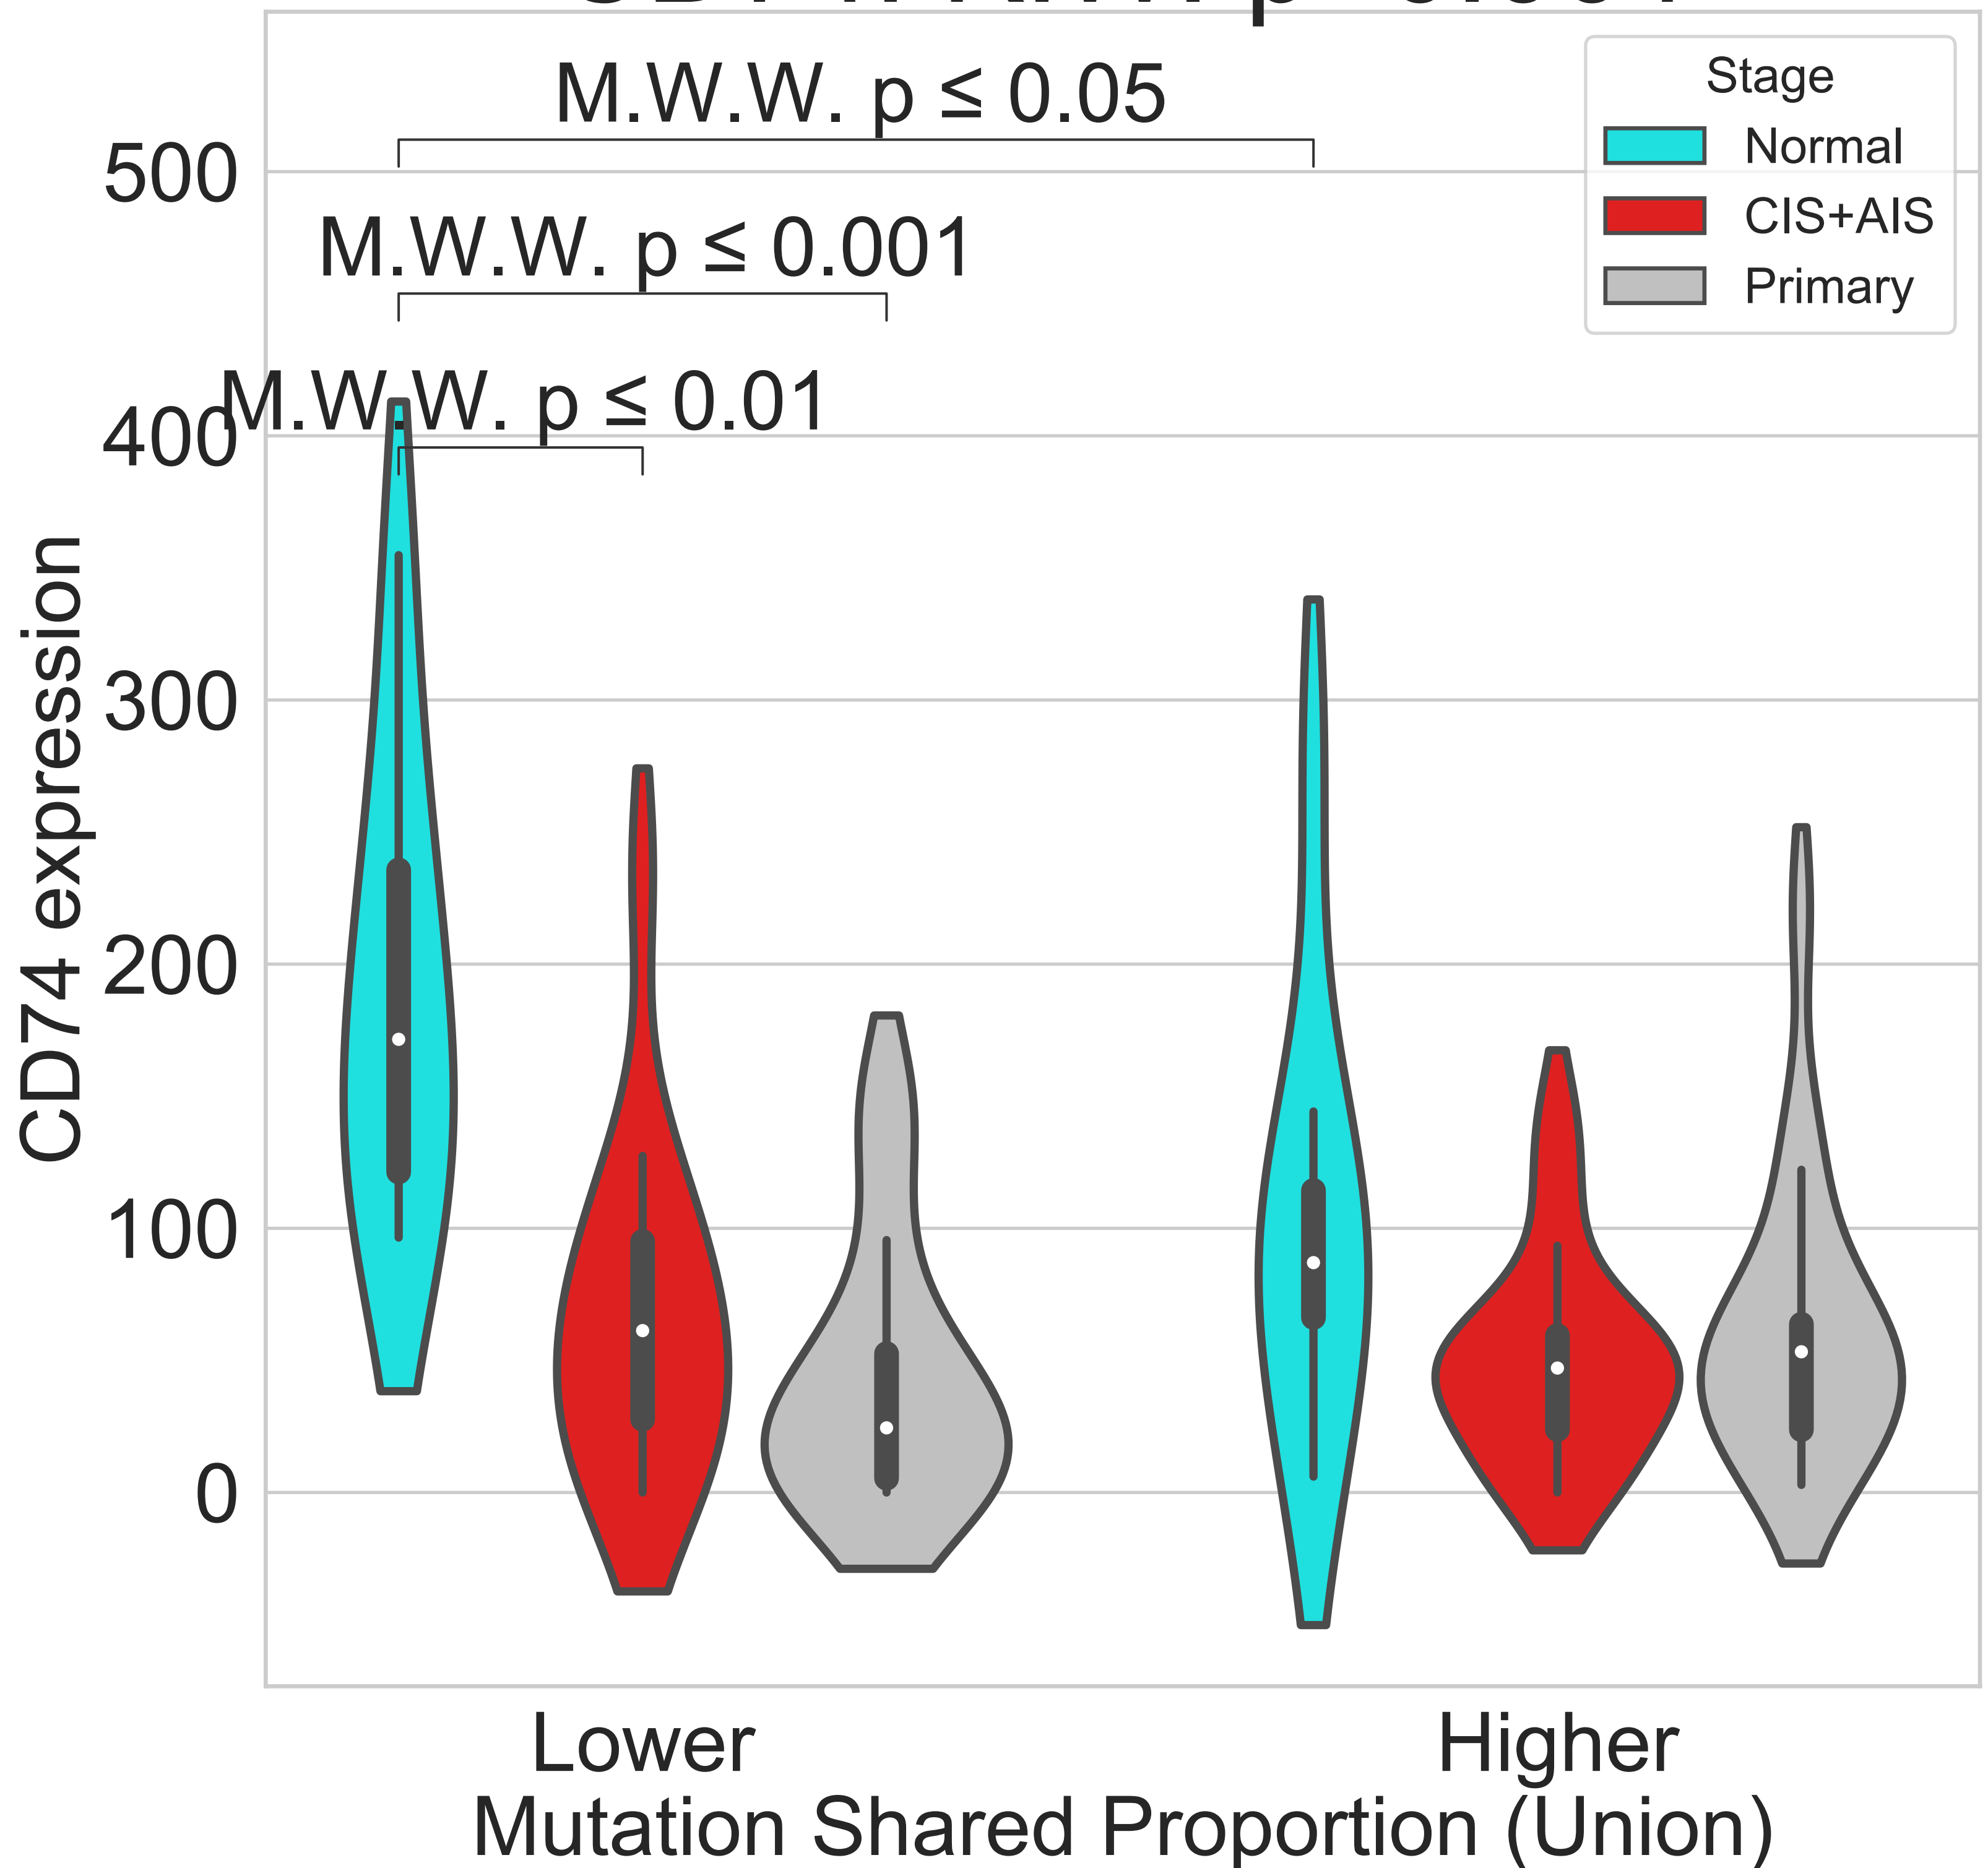 M.W.W. p ≤ 0.05
Stage
Normal
CIS+AIS
Primary
M.W.W. p ≤ 0.001
M.W.W. p ≤ 0.01
500
400
300
200
100
0
CD74 expression
Lower
Higher
Mutation Shared Proportion (Union)